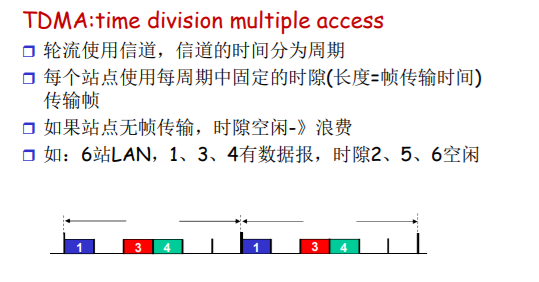 TDMA:time division multiple access
轮流使用信道，信道的时间分为周期
每个站点使用每周期中固定的时隙(长度=帧传输时间)
传输帧
如果站点无帧传输，时隙空闲-》浪费
如：6站LAN，1、3、4有数据报，时隙2、5、6空闲
1 3 4 1 3 4